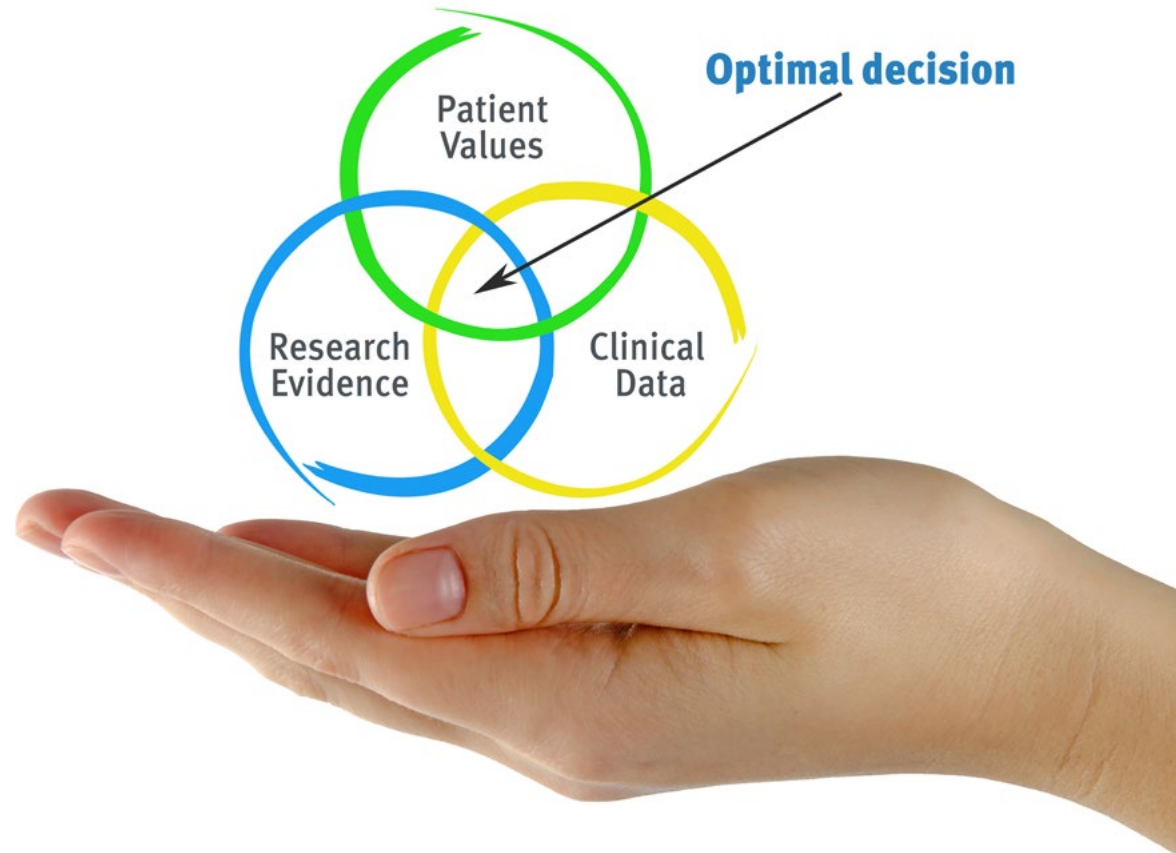 Optimal decision
Patient
Values
Research
Evidence
Clinical
Data